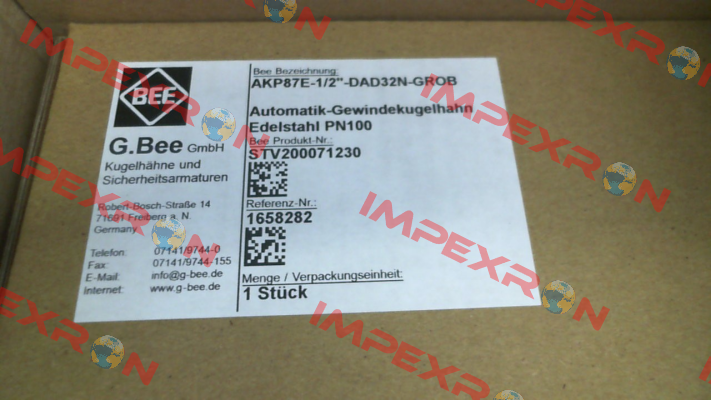 BEE
G.Bee GmbH
Kugelhähne und
Sicherheitsarmaturen
Robert-Bosch-Straße 14
71691 Freiberg a. N.
Germany
Telefon: 07141/9744-0
Fax: 07141/9744-155
E-Mail: info@g-bee.de
Internet: www.g-bee.de
Bee Bezeichnung:
AKP87E-1/2"-DAD32N-GROB
Automatik-Gewindekugelhahn
Edelstahl PN100
Bee Produkt-Nr.:
STV200071230
Referenz-Nr.:
1658282
Menge / Verpackungseinheit:
1 Stück
IMPEXRON
IMPEXRON
IMPEXRON
IMPEXRON
IMPEXRON
IMPEXRON